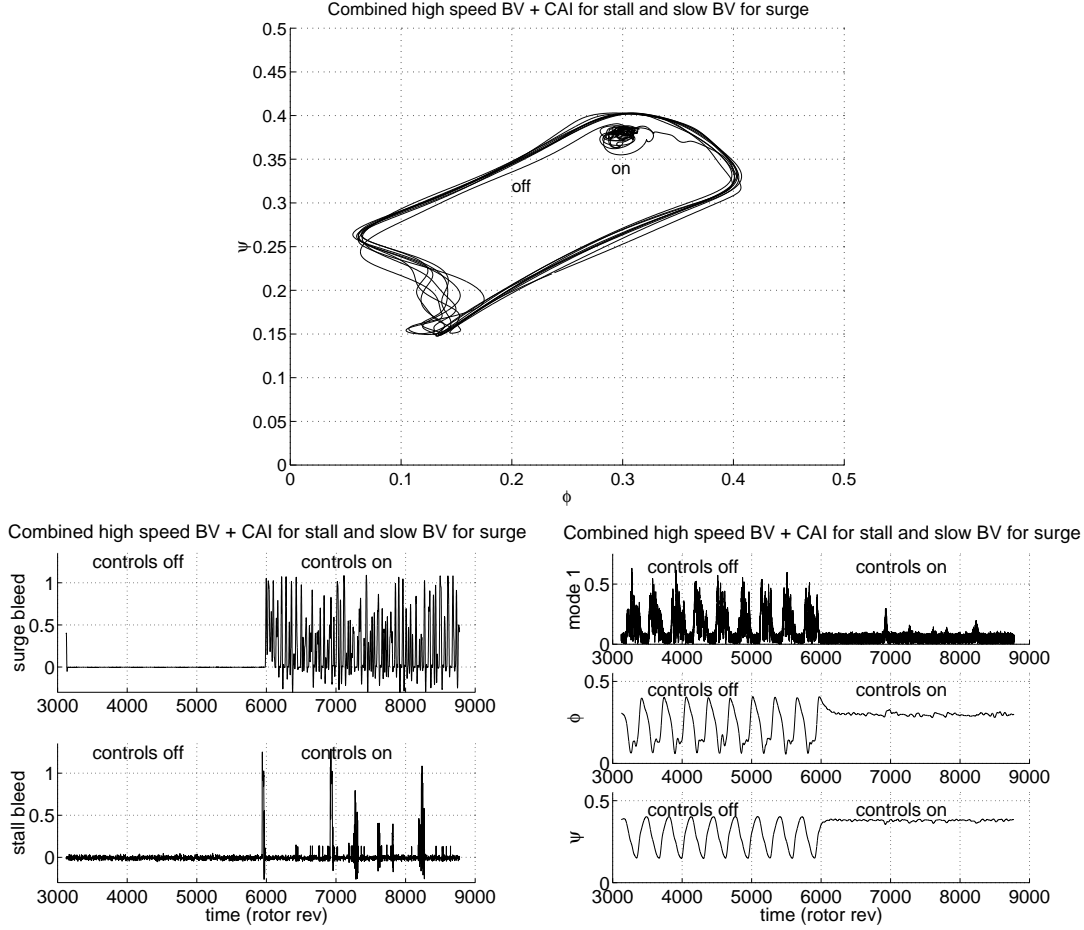 Combined high speed BV + CAI for stall and slow BV for surge
0.5
0.45
0.4
0.35
0.3
0.25
0.2
0.15
0.1
0.05
0
ψ
off
on
0 0.1 0.2 0.3 0.4 0.5
ϕ
Combined high speed BV + CAI for stall and slow BV for surge
controls off controls on
1
0.5
0
surge bleed
3000 4000 5000 6000 7000 8000 9000
controls off controls on
1
0.5
0
stall bleed
3000 4000 5000 6000 7000 8000 9000
time (rotor rev)
Combined high speed BV + CAI for stall and slow BV for surge
controls off controls on
0.5
0
mode 1
3000 4000 5000 6000 7000 8000 9000
controls off controls on
0.5
0
ϕ
3000 4000 5000 6000 7000 8000 9000
controls off controls on
0.5
0
ψ
3000 4000 5000 6000 7000 8000 9000
time (rotor rev)